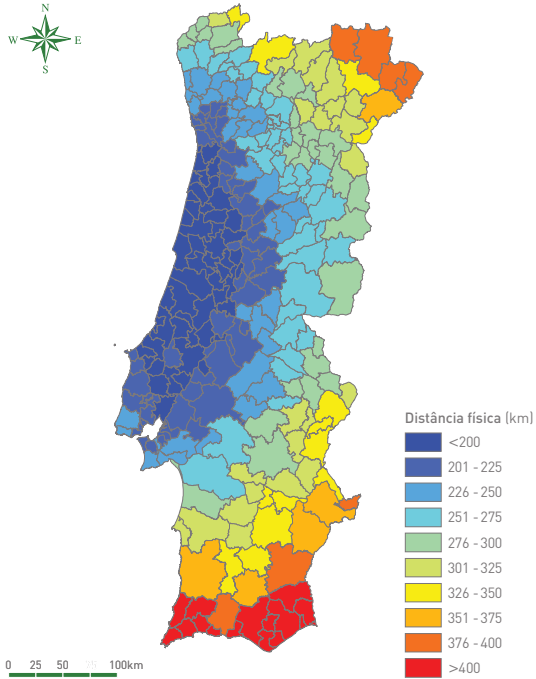 N
W E
S
Distância física (km)
<200
201 - 225
226 - 250
251 - 275
276 - 300
301 - 325
326 - 350
351 - 375
376 - 400
>400
0 25 50 75 100km